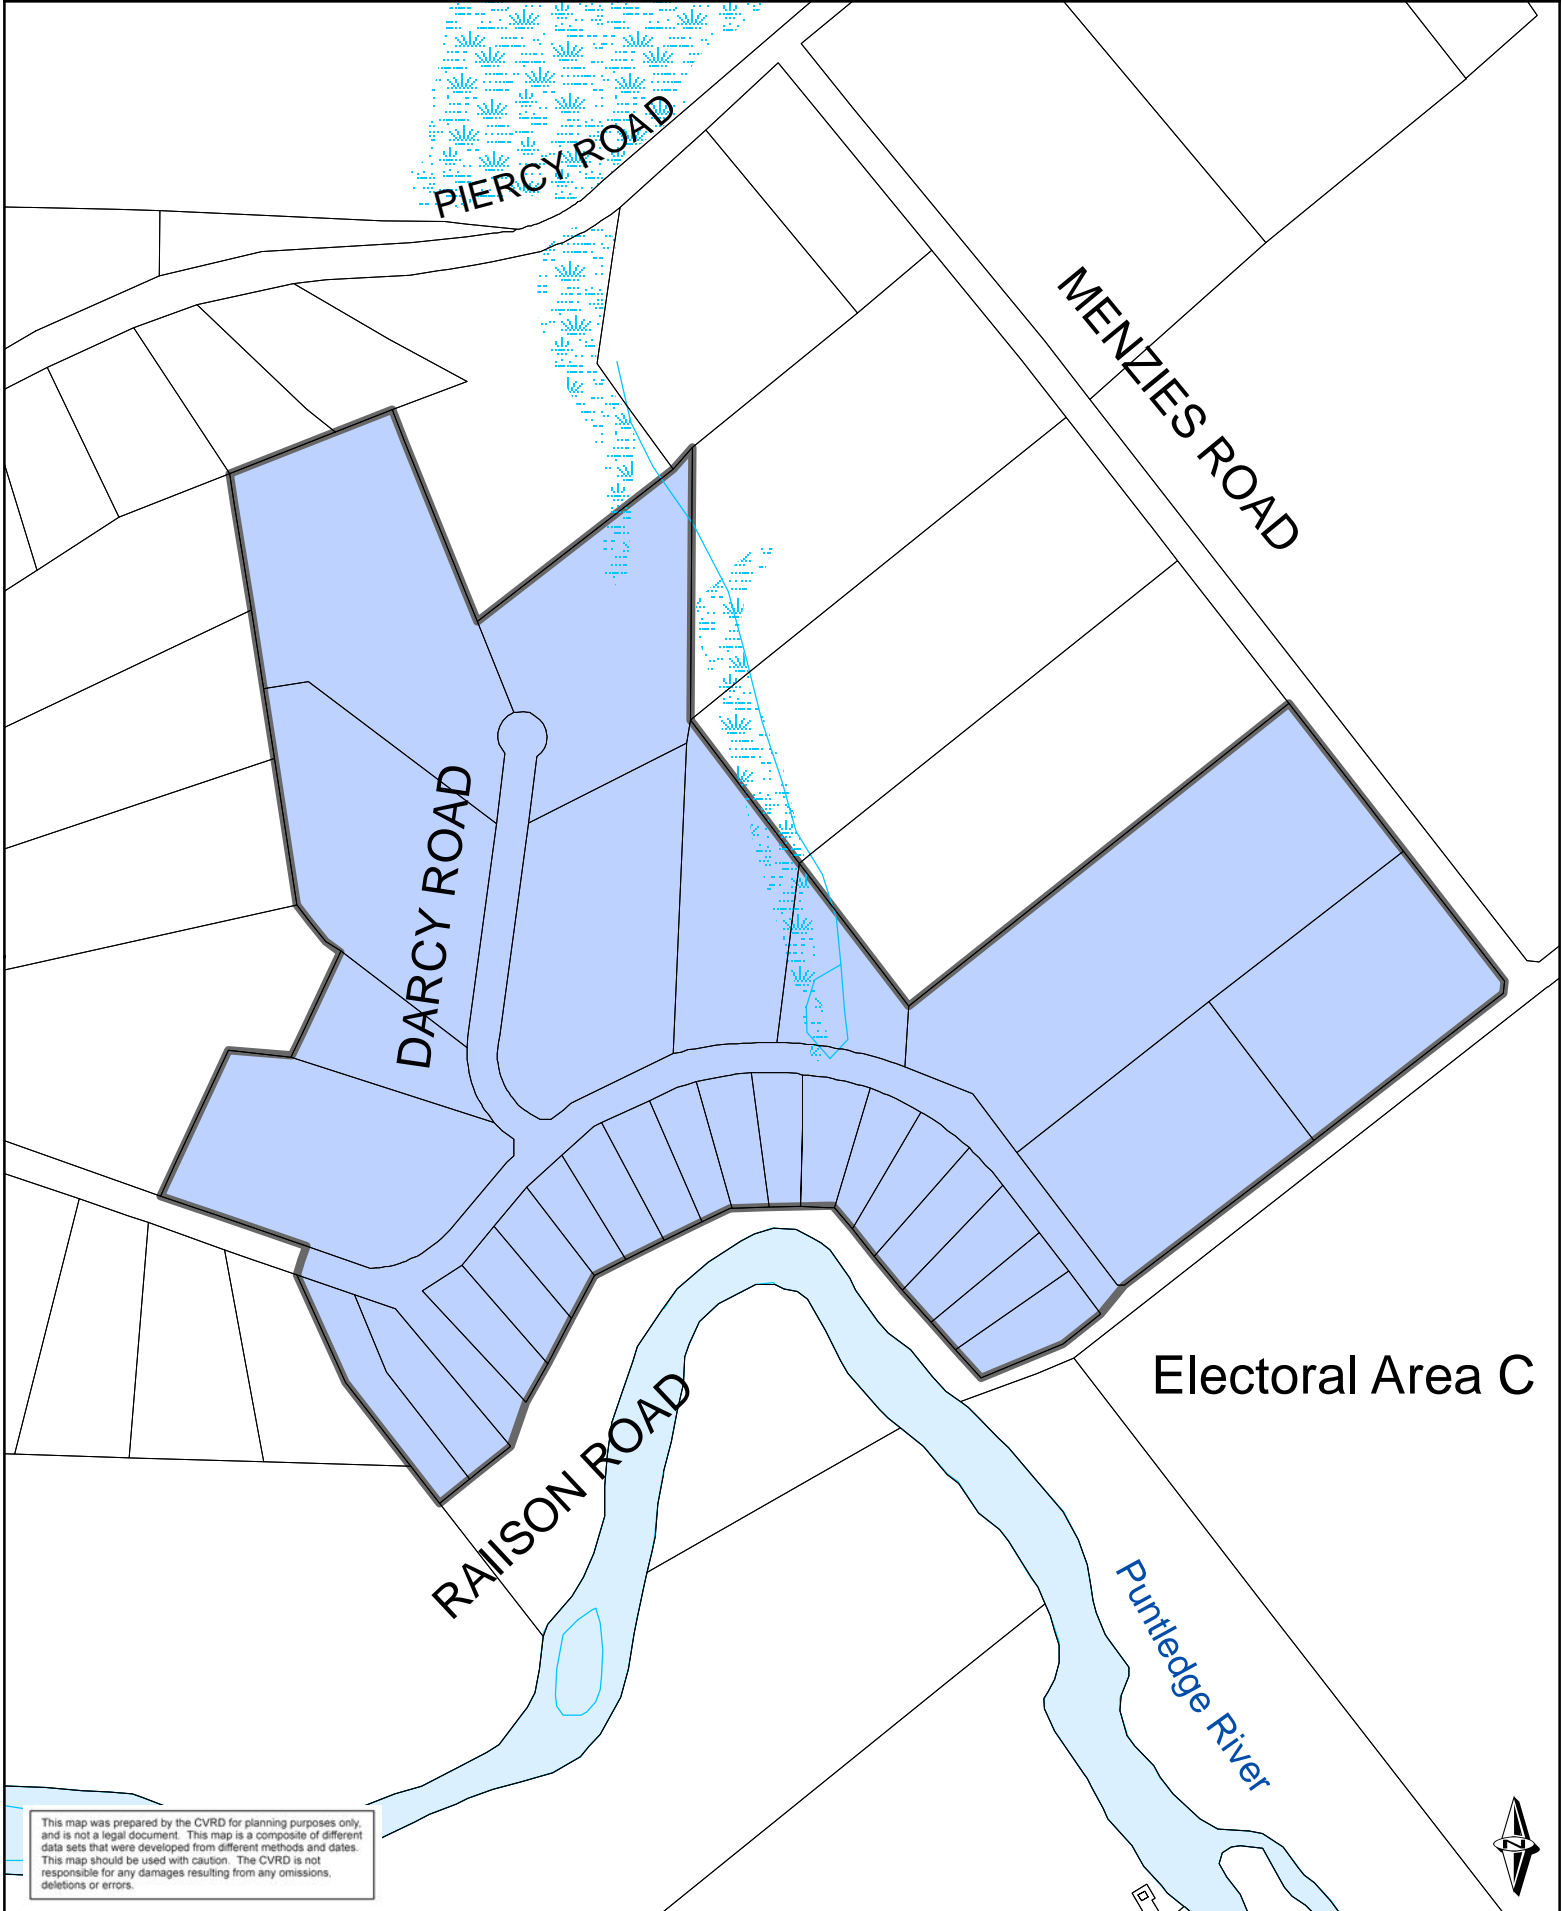 PIERCY ROAD
MENZIES ROAD
DARCY ROAD
Electoral Area C
RAIISON ROAD
Puntledge River
This map was prepared by the CVRD for planning purposes only,
and is not a legal document. This map is a composite of different
data sets that were developed from different methods and dates.
This map should be used with caution. The CVRD is not
responsible for any damages resulting from any omissions,
deletions or errors.
N